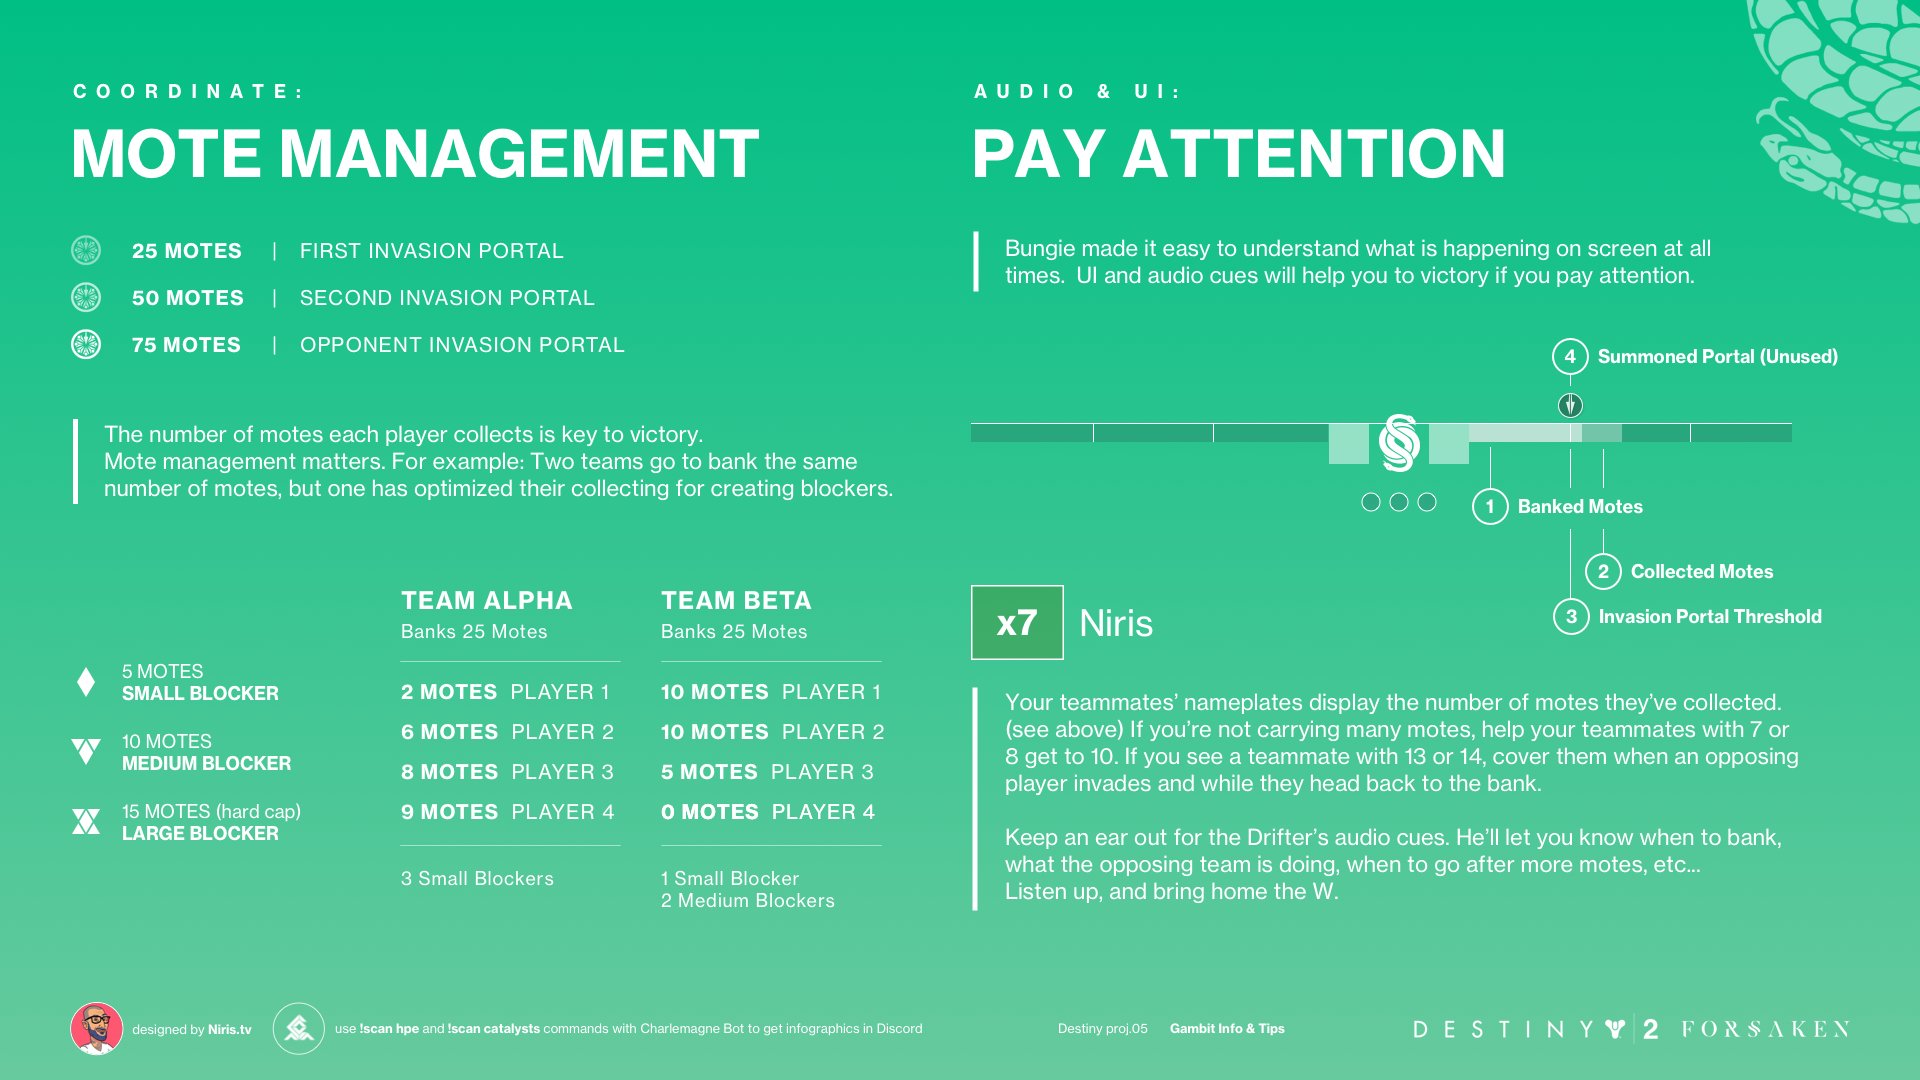 COORDINATE:
MOTE MANAGEMENT
25 MOTES | FIRST INVASION PORTAL
50 MOTES | SECOND INVASION PORTAL
75 MOTES | OPPONENT INVASION PORTAL
The number of motes each player collects is key to victory.
Mote management matters. For example: Two teams go to bank the same
number of motes, but one has optimized their collecting for creating blockers.
5 MOTES
SMALL BLOCKER
10 MOTES
MEDIUM BLOCKER
15 MOTES (hard cap)
LARGE BLOCKER
TEAM ALPHA
Banks 25 Motes
2 MOTES PLAYER 1
6 MOTES PLAYER 2
8 MOTES PLAYER 3
9 MOTES PLAYER 4
3 Small Blockers
TEAM BETA
Banks 25 Motes
10 MOTES PLAYER 1
10 MOTES PLAYER 2
5 MOTES PLAYER 3
0 MOTES PLAYER 4
1 Small Blocker
2 Medium Blockers
AUDIO & UI:
PAY ATTENTION
Bungie made it easy to understand what is happening on screen at all
times. UI and audio cues will help you to victory if you pay attention.
4 Summoned Portal (Unused)
1 Banked Motes
2 Collected Motes
3 Invasion Portal Threshold
x7 Niris
Your teammates’ nameplates display the number of motes they’ve collected.
(see above) If you’re not carrying many motes, help your teammates with 7 or
8 get to 10. If you see a teammate with 13 or 14, cover them when an opposing
player invades and while they head back to the bank.
Keep an ear out for the Drifter’s audio cues. He’ll let you know when to bank,
what the opposing team is doing, when to go after more motes, etc...
Listen up, and bring home the W.
designed by Niris.tv
use !scan hpe and !scan catalysts commands with Charlemagne Bot to get infographics in Discord
Destiny proj.05 Gambit Info & Tips
DESTINY 2 FORSAKEN